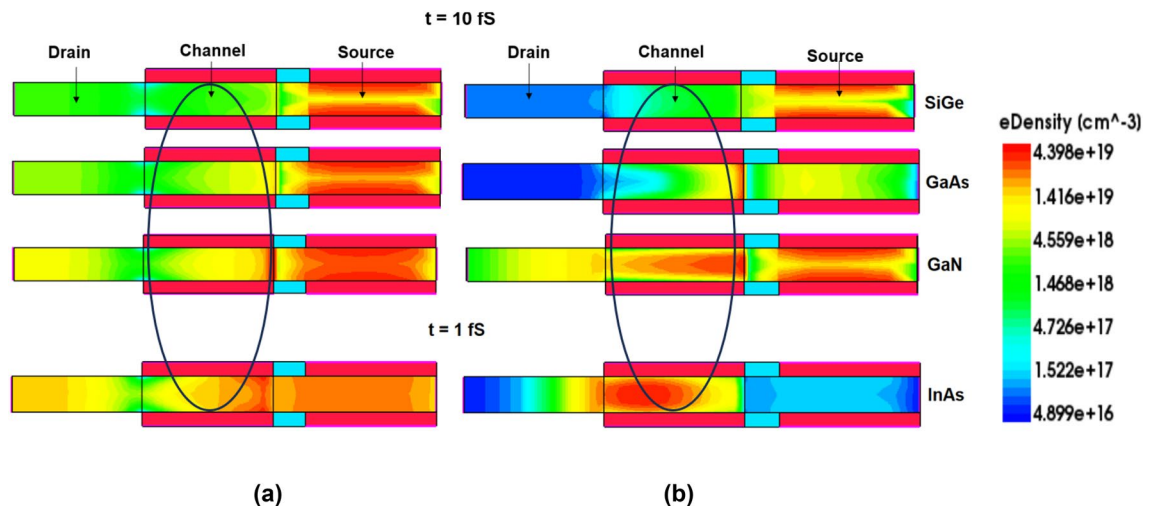 t = 10 fS
Drain
Channel
Source
Drain
Channel
Source
SiGe
GaAs
GaN
t = 1 fS
InAs
eDensity (cm^-3)
4.398e+19
1.416e+19
4.559e+18
1.468e+18
4.726e+17
1.522e+17
4.899e+16
(a)
(b)